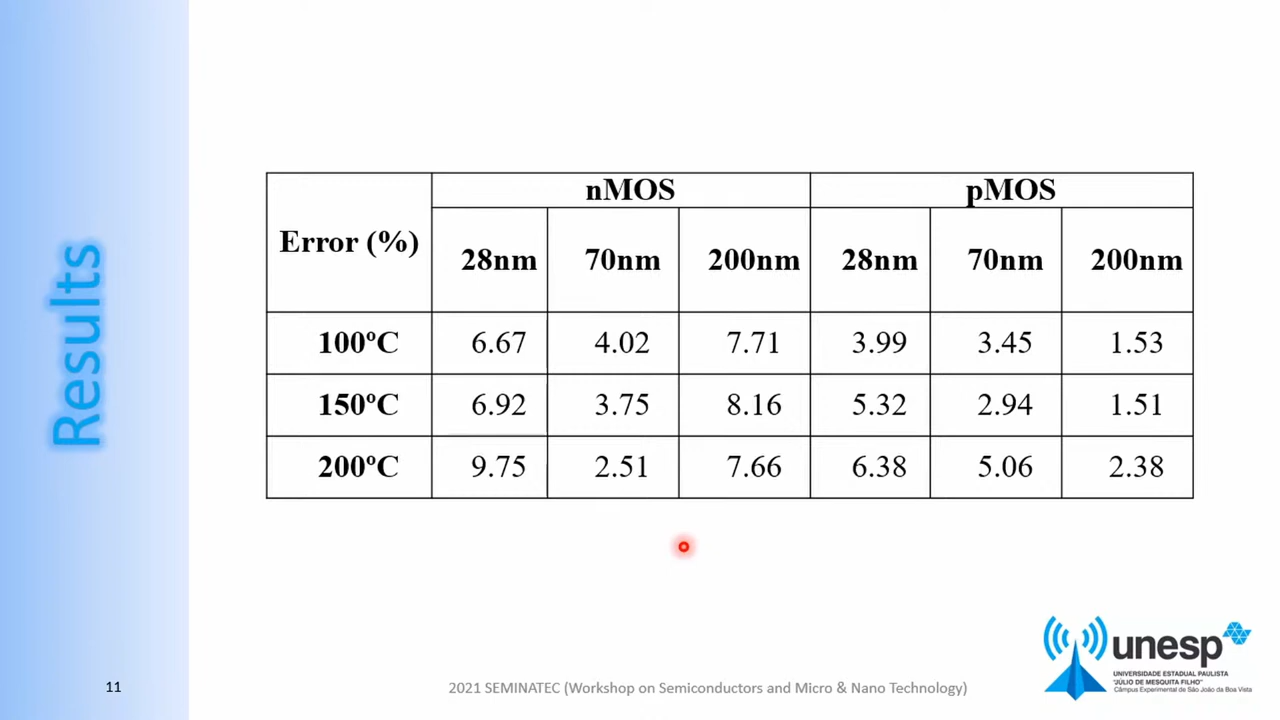 Results
Error (%) nMOS pMOS
28nm 70nm 200nm 28nm 70nm 200nm
100ºC 6.67 4.02 7.71 3.99 3.45 1.53
150ºC 6.92 3.75 8.16 5.32 2.94 1.51
200ºC 9.75 2.51 7.66 6.38 5.06 2.38
unesp
UNIVERSIDADE ESTADUAL PAULISTA
"JÚLIO DE MESQUITA FILHO"
Câmpus Experimental de São João da Boa Vista
11
2021 SEMINATEC (Workshop on Semiconductors and Micro & Nano Technology)